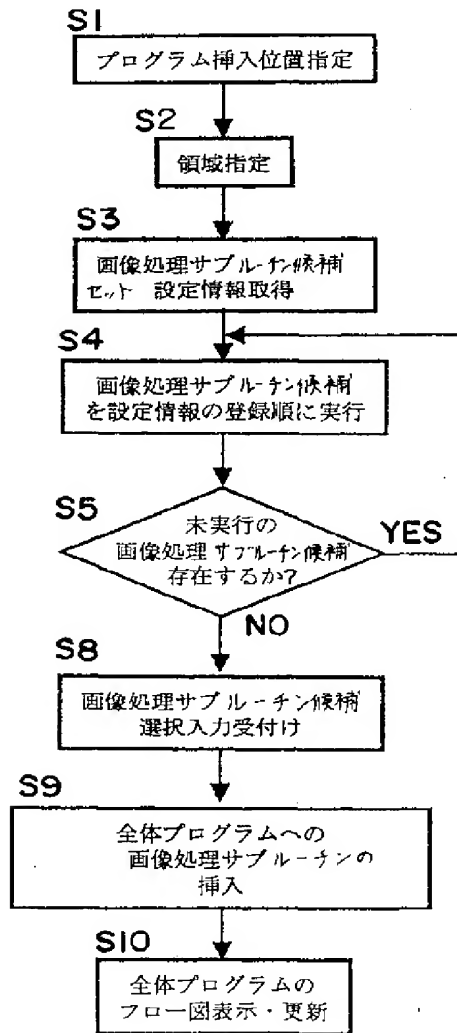 S1
プログラム挿入位置指定
S2
領域指定
S3
画像処理サブルーチン候補
セット 設定情報取得
S4
画像処理サブルーチン候補
を設定情報の登録順に実行
S5
未実行の
画像処理サブルーチン候補
存在するか?
YES
NO
S8
画像処理サブルーチン候補
選択入力受付け
S9
全体プログラムへの
画像処理サブルーチンの
挿入
S10
全体プログラムの
フロー図表示・更新